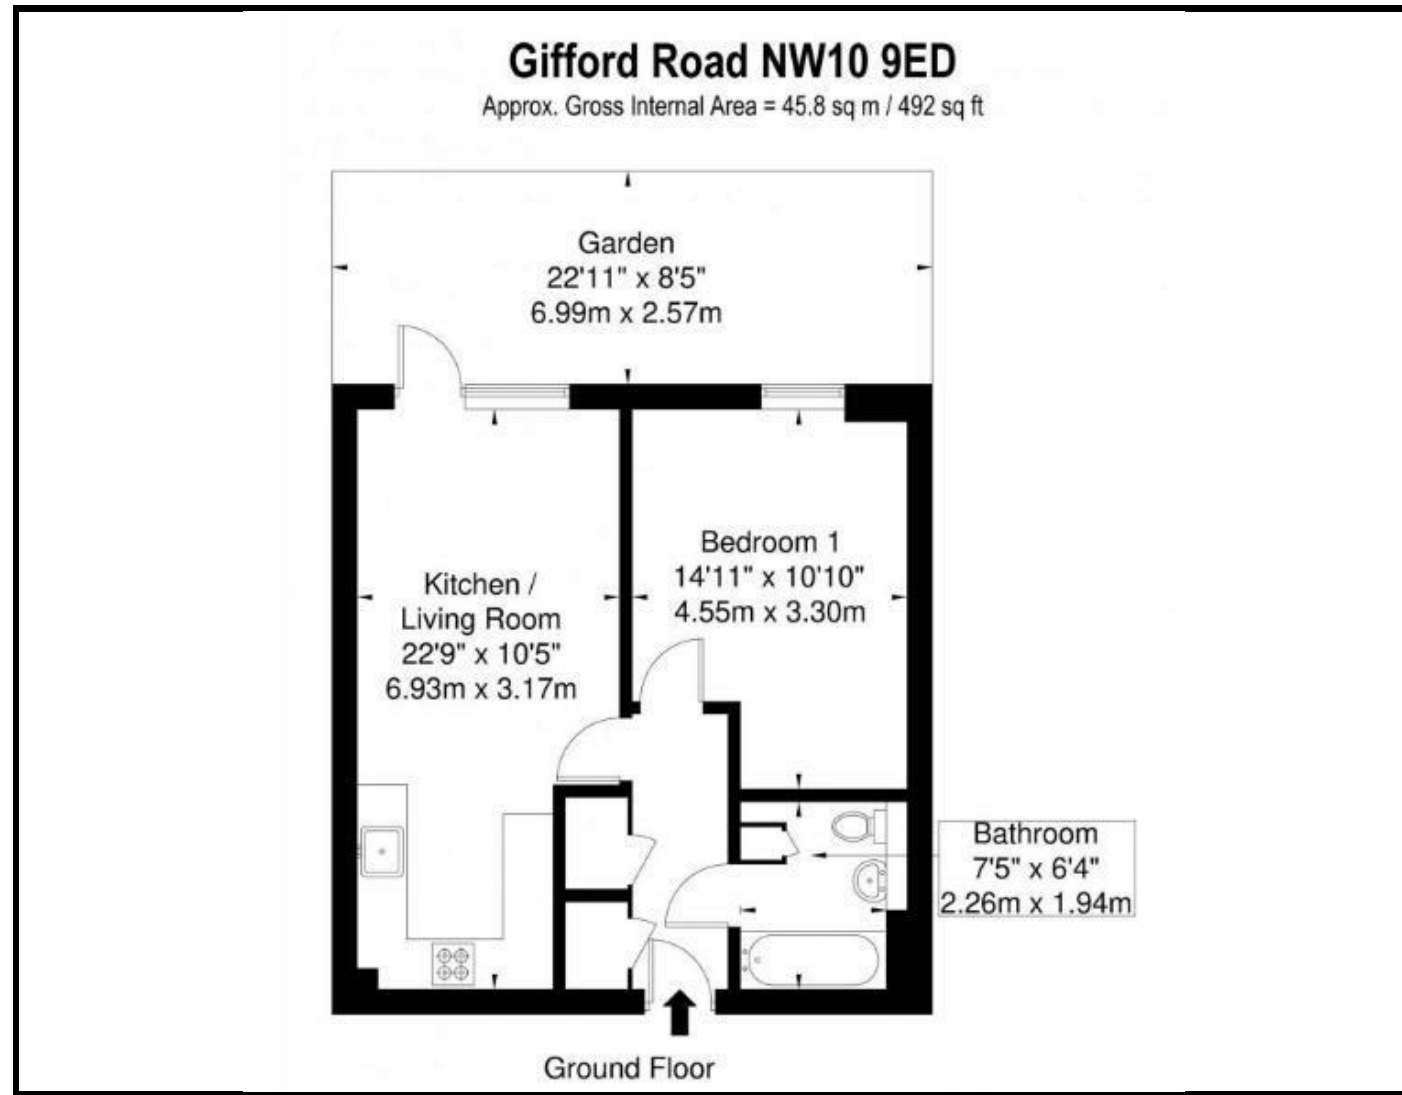 Gifford Road NW10 9ED
Approx. Gross Internal Area = 45.8 sq m / 492 sq ft
Garden
22'11" x 8'5"
6.99m x 2.57m
Bedroom 1
14'11" x 10'10"
4.55m x 3.30m
Kitchen /
Living Room
22'9" x 10'5"
6.93m x 3.17m
Bathroom
7'5" x 6'4"
2.26m x 1.94m
Ground Floor